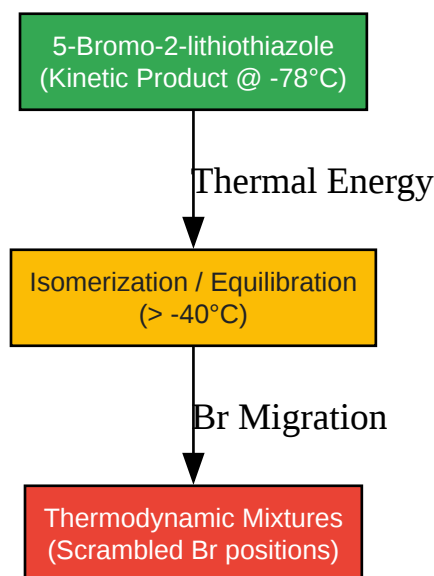 5-Bromo-2-lithiothiazole
(Kinetic Product @ -78°C)
Thermal Energy
Isomerization / Equilibration
(> -40°C)
Br Migration
Thermodynamic Mixtures
(Scrambled Br positions)